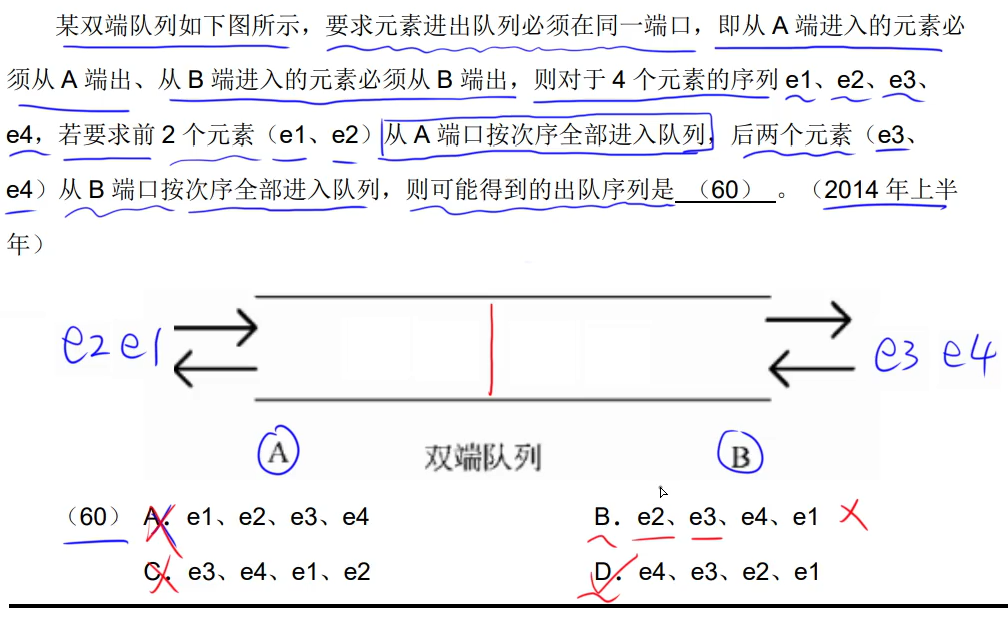 某双端队列如下图所示，要求元素进出队列必须在同一端口，即从 A 端进入的元素必
须从 A 端出、从 B 端进入的元素必须从 B 端出，则对于 4 个元素的序列 e1、e2、e3、
e4，若要求前 2 个元素（e1、e2）从 A 端口按次序全部进入队列，后两个元素（e3、
e4）从 B 端口按次序全部进入队列，则可能得到的出队序列是 （60） 。（2014 年上半
年）
e2 e1 e3 e4
A 双端队列 B
（60） A．e1、e2、e3、e4 B．e2、e3、e4、e1
C．e3、e4、e1、e2 D．e4、e3、e2、e1